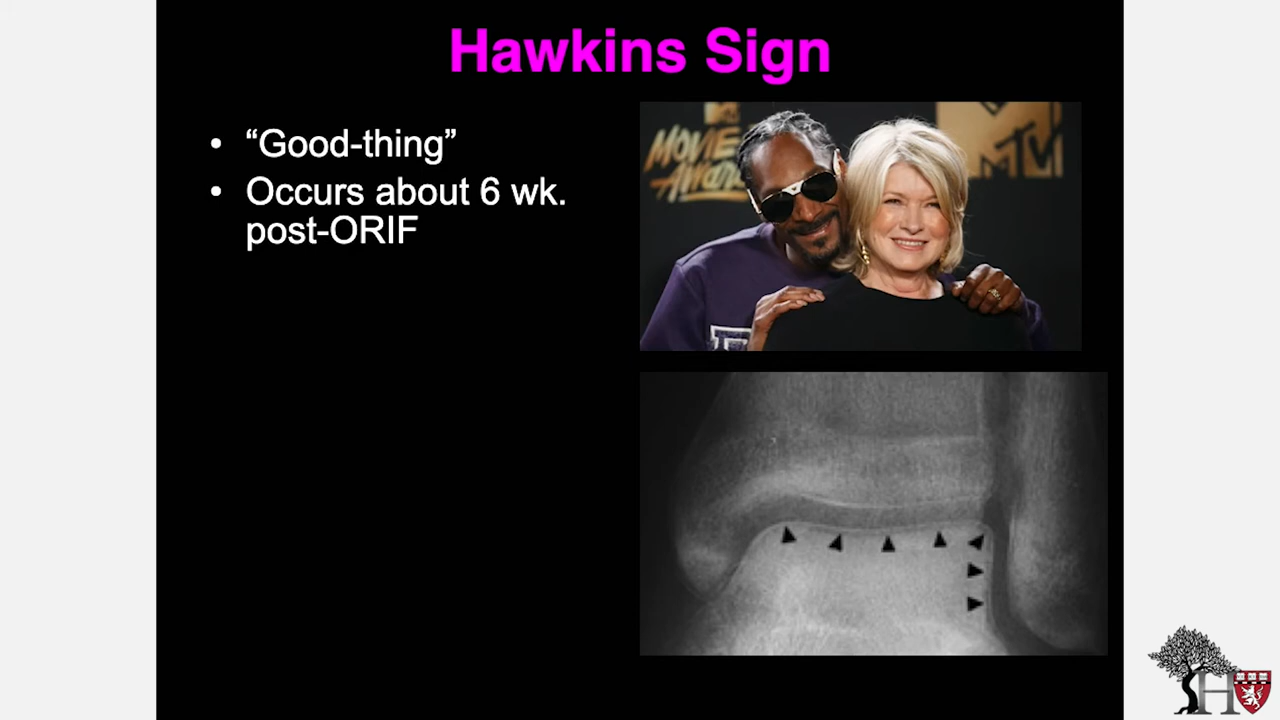 Hawkins Sign
• “Good-thing”
• Occurs about 6 wk.
post-ORIF
MOVIE
AWARDS
MTV
H